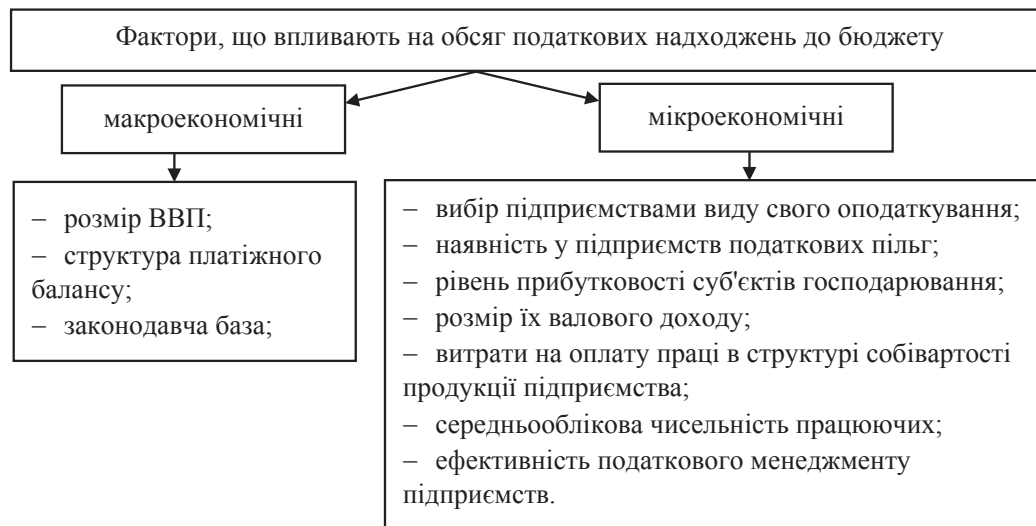 Фактори, що впливають на обсяг податкових надходжень до бюджету
макроекономічні
мікроекономічні
– розмір ВВП;
– структура платіжного
балансу;
– законодавча база;
– вибір підприємствами виду свого оподаткування;
– наявність у підприємств податкових пільг;
– рівень прибутковості суб'єктів господарювання;
– розмір їх валового доходу;
– витрати на оплату праці в структурі собівартості
продукції підприємства;
– середньооблікова чисельність працюючих;
– ефективність податкового менеджменту
підприємств.